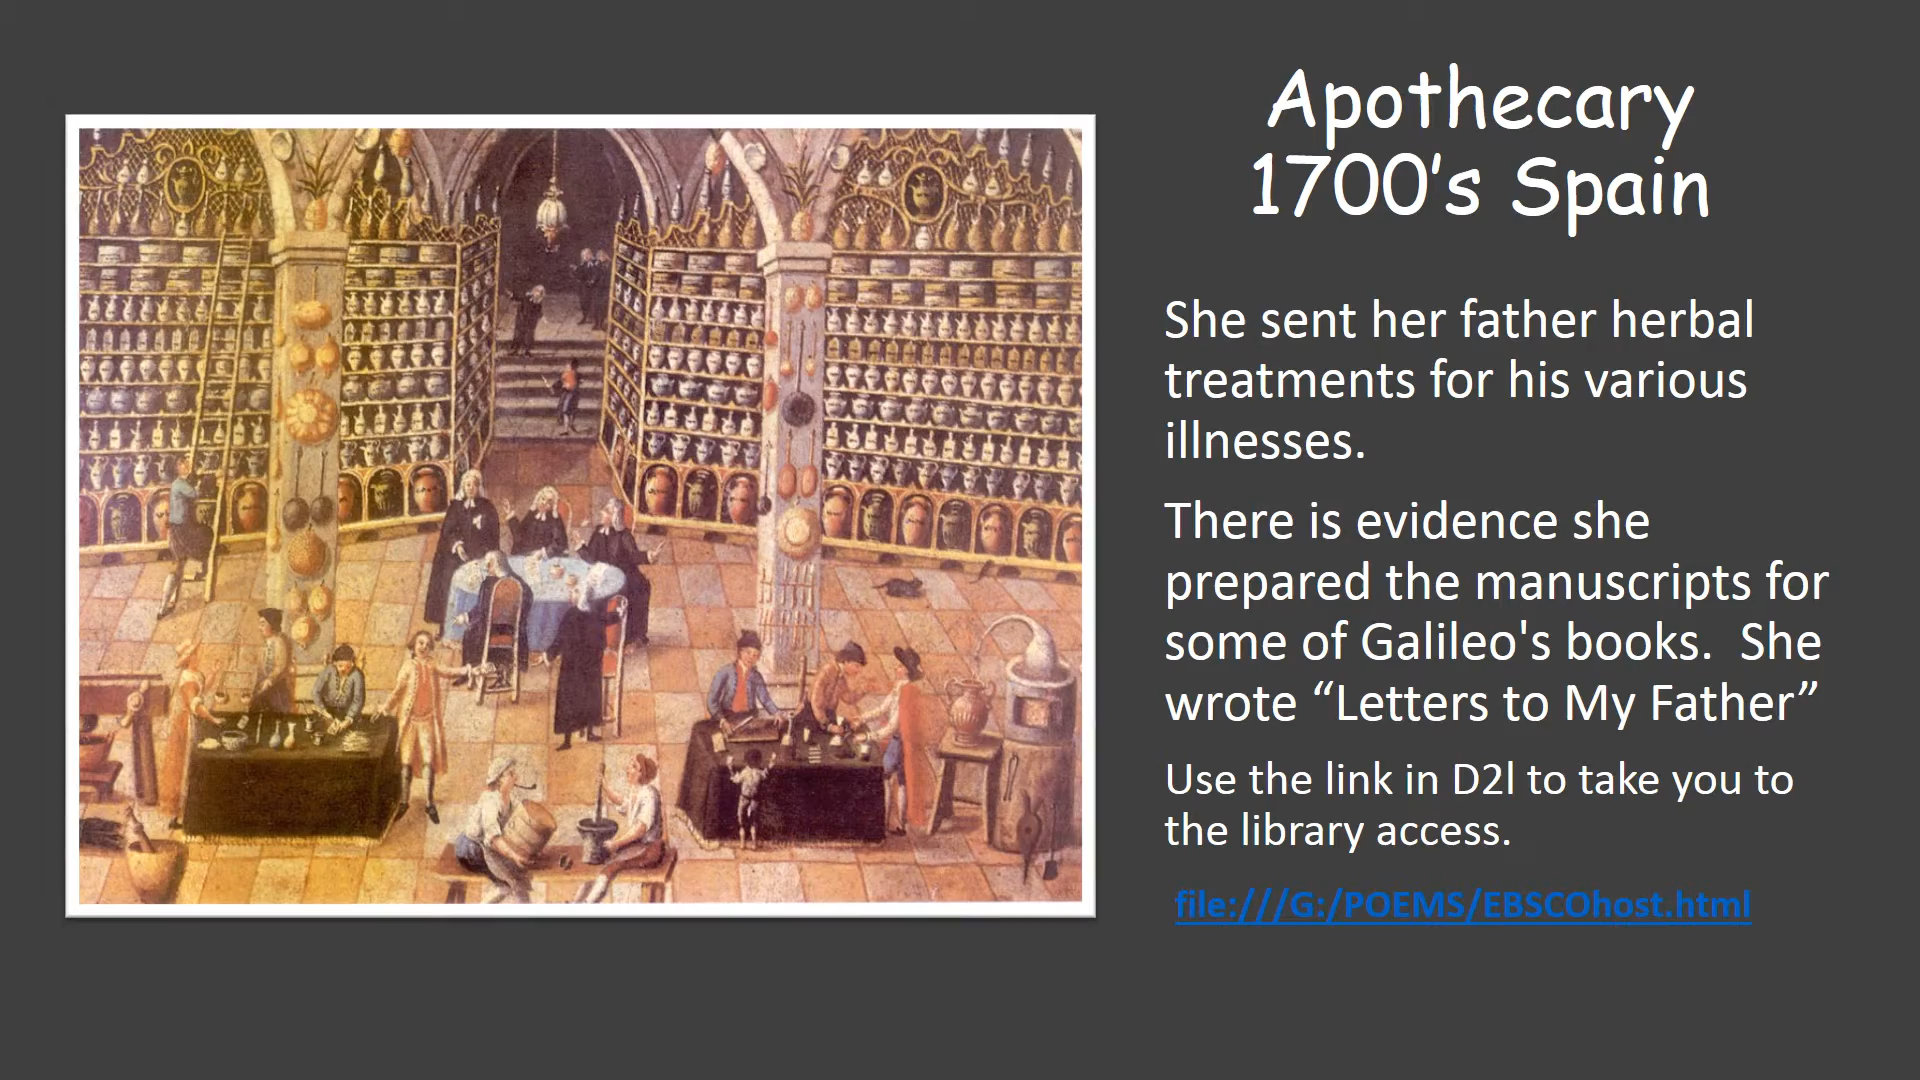 Apothecary
1700's Spain
She sent her father herbal
treatments for his various
illnesses.
There is evidence she
prepared the manuscripts for
some of Galileo's books.  She
wrote “Letters to My Father”
Use the link in D2l to take you to
the library access.
file:///G:/POEMS/EBSCOhost.html